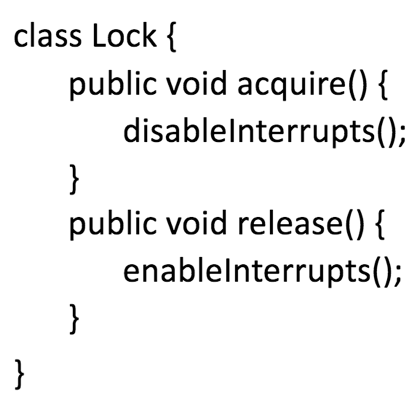 class Lock {
public void acquire() {
disableInterrupts();
}
public void release() {
enableInterrupts();
}
}